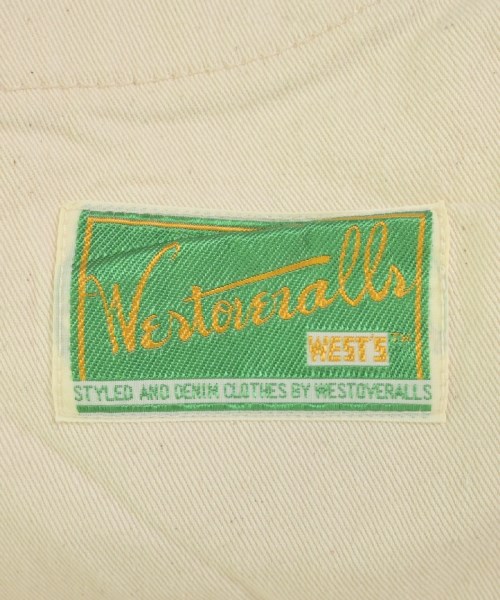 Westoveralls
WEST'S
STYLED AND DENIM CLOTHES BY WESTOVERALLS